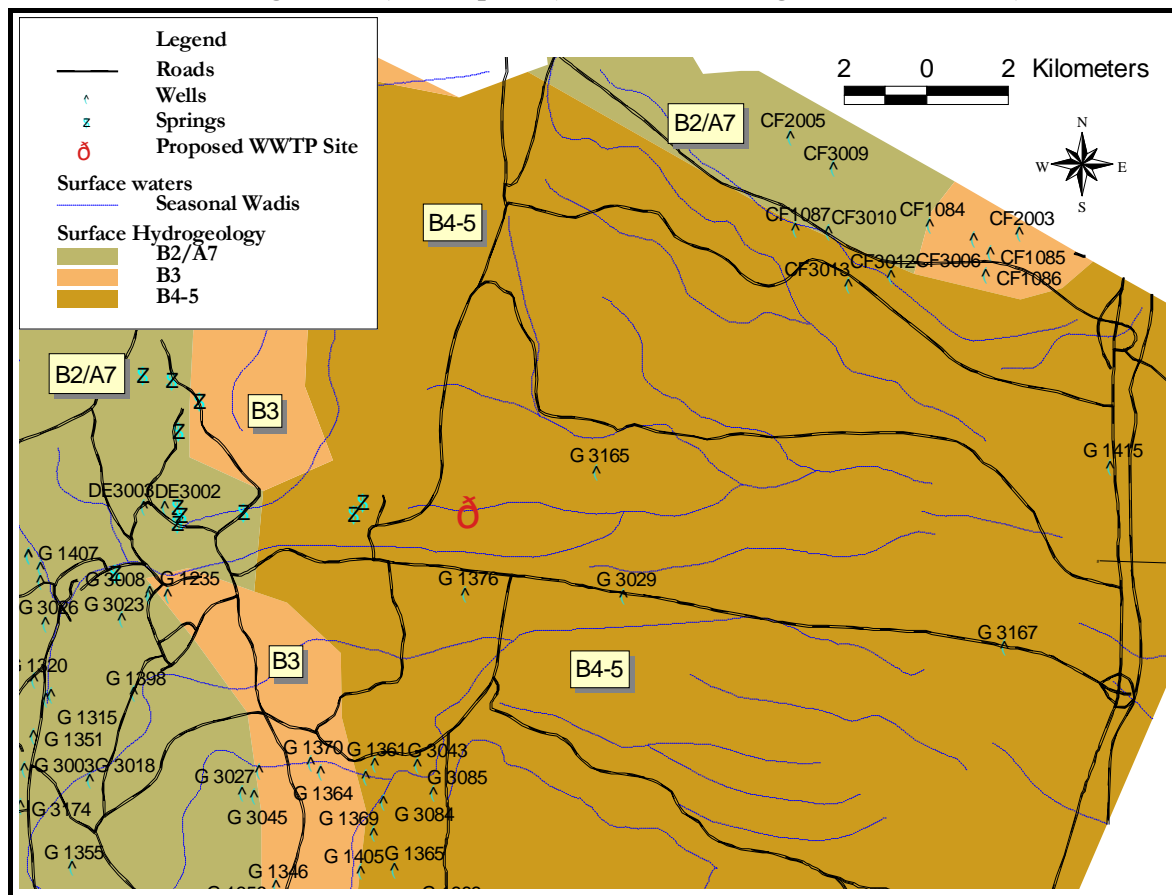 Legend
Roads
Wells
Springs
Proposed WWTP Site
Surface waters
Seasonal Wadis
Surface Hydrogeology
B2/A7
B3
B4-5
2 0 2 Kilometers
N
W E
S
B2/A7
CF2005
CF3009
B4-5
CF1087 CF3010 CF1084 CF2003
CF3013 CF3012 CF3006 CF1085
CF1086
B2/A7
B3
G 3165
G 1415
DE3003 DE3002
G 1407
G 3008 G 1235
G 1376
G 3029
G 3026 G 3023
G 3167
B3
B4-5
G 1320
G 1398
G 1315
G 1351
G 3003 G 3018
G 1370 G 1361 G 3043
G 3027
G 1364
G 3085
G 3174
G 3045
G 1369
G 3084
G 1355
G 1405 G 1365
G 1346